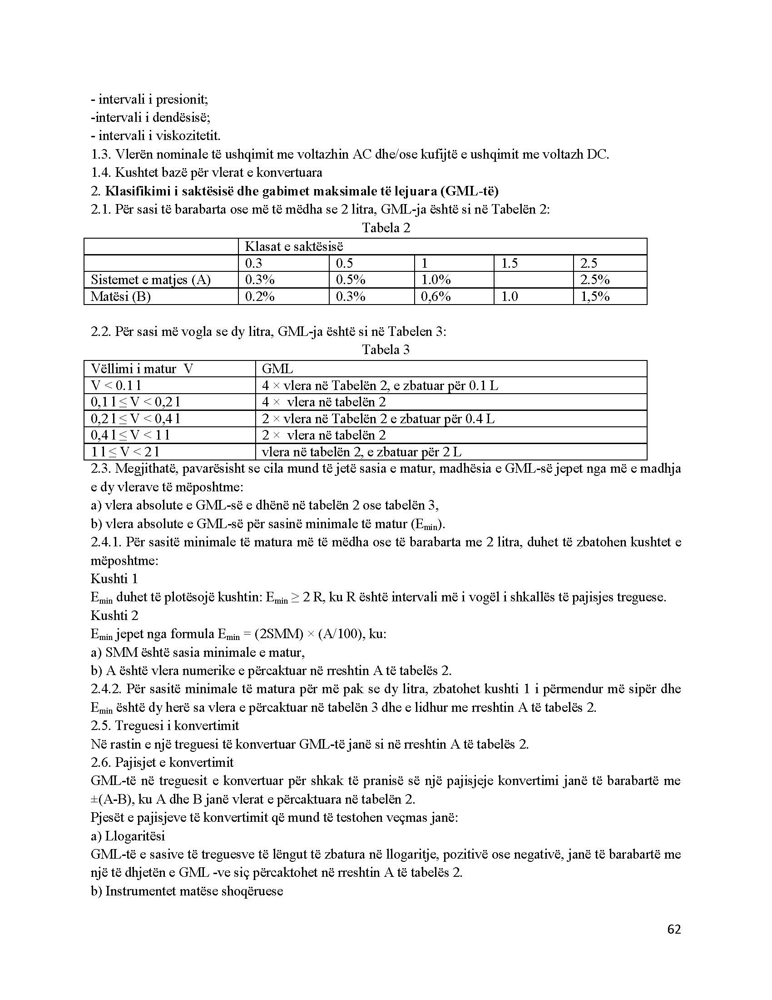 - intervali i presionit;
-intervali i dendësisë;
- intervali i viskozitetit.
1.3. Vlerën nominale të ushqimit me voltazhin AC dhe/ose kufijtë e ushqimit me voltazh DC.
1.4. Kushtet bazë për vlerat e konvertuara
2. Klasifikimi i saktësisë dhe gabimet maksimale të lejuara (GML-të)
2.1. Për sasi të barabarta ose më të mëdha se 2 litra, GML-ja është si në Tabelën 2:
Tabela 2
Klasat e saktësisë
0.3 0.5 1 1.5 2.5
Sistemet e matjes (A) 0.3% 0.5% 1.0% 2.5%
Matësi (B) 0.2% 0.3% 0,6% 1.0 1,5%
2.2. Për sasi më vogla se dy litra, GML-ja është si në Tabelen 3:
Tabela 3
Vëllimi i matur V GML
V < 0.1 l 4 × vlera në Tabelën 2, e zbatuar për 0.1 L
0,1 l ≤ V < 0,2 l 4 × vlera në tabelën 2
0,2 l ≤ V < 0,4 l 2 × vlera në Tabelën 2 e zbatuar për 0.4 L
0,4 l ≤ V < 1 l 2 × vlera në tabelën 2
1 l ≤ V < 2 l vlera në tabelën 2, e zbatuar për 2 L
2.3. Megjithatë, pavarësisht se cila mund të jetë sasia e matur, madhësia e GML-së jepet nga më e madhja
e dy vlerave të mëposhtme:
a) vlera absolute e GML-së e dhënë në tabelën 2 ose tabelën 3,
b) vlera absolute e GML-së për sasinë minimale të matur (Emin).
2.4.1. Për sasitë minimale të matura më të mëdha ose të barabarta me 2 litra, duhet të zbatohen kushtet e
mëposhtme:
Kushti 1
Emin duhet të plotësojë kushtin: Emin ≥ 2 R, ku R është intervali më i vogël i shkallës të pajisjes treguese.
Kushti 2
Emin jepet nga formula Emin = (2SMM) × (A/100), ku:
a) SMM është sasia minimale e matur,
b) A është vlera numerike e përcaktuar në rreshtin A të tabelës 2.
2.4.2. Për sasitë minimale të matura për më pak se dy litra, zbatohet kushti 1 i përmendur më sipër dhe
Emin është dy herë sa vlera e përcaktuar në tabelën 3 dhe e lidhur me rreshtin A të tabelës 2.
2.5. Treguesi i konvertimit
Në rastin e një treguesi të konvertuar GML-të janë si në rreshtin A të tabelës 2.
2.6. Pajisjet e konvertimit
GML-të në treguesit e konvertuar për shkak të pranisë së një pajisjeje konvertimi janë të barabartë me
±(A-B), ku A dhe B janë vlerat e përcaktuara në tabelën 2.
Pjesët e pajisjeve të konvertimit që mund të testohen veçmas janë:
a) Llogaritësi
GML-të e sasive të treguesve të lëngut të zbatura në llogaritje, pozitivë ose negativë, janë të barabartë me
një të dhjetën e GML -ve siç përcaktohet në rreshtin A të tabelës 2.
b) Instrumentet matëse shoqëruese
62